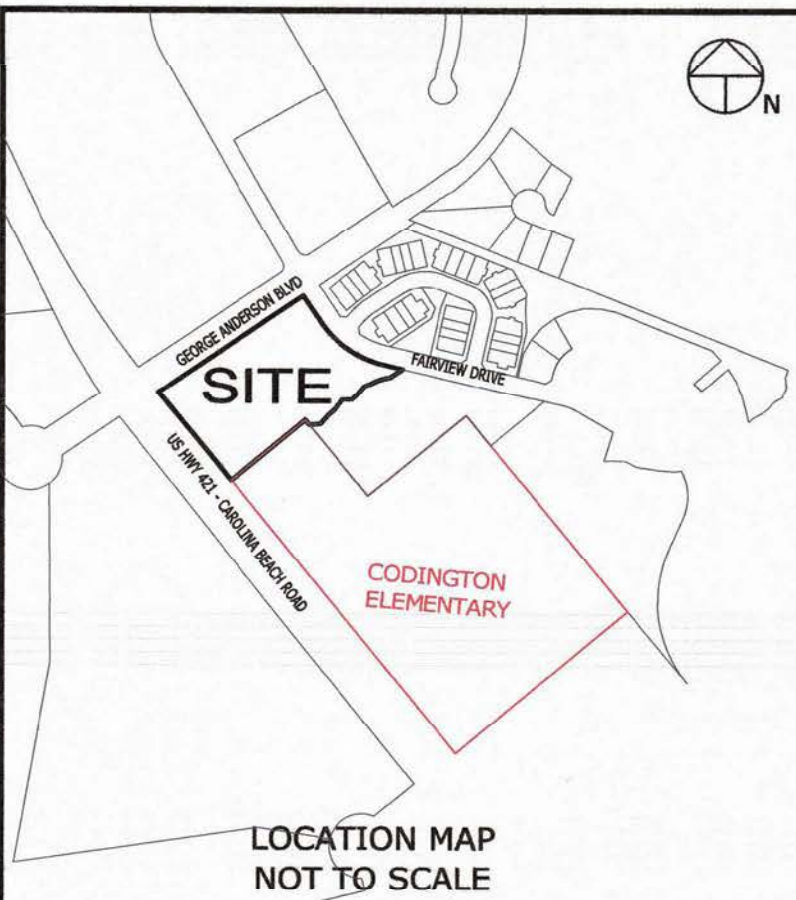 N
GEORGE ANDERSON BLVD
SITE
FAIRVIEW DRIVE
US HWY 421 - CAROLINA BEACH ROAD
CODINGTON
ELEMENTARY
LOCATION MAP
NOT TO SCALE